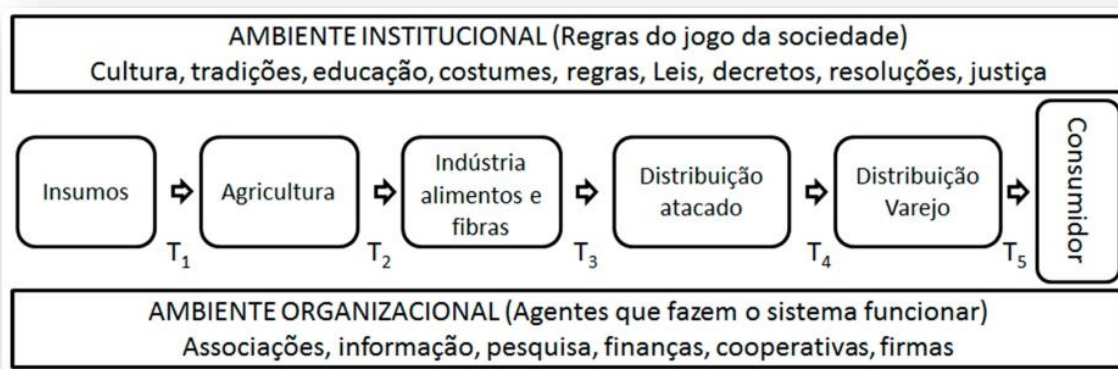 AMBIENTE INSTITUCIONAL (Regras do jogo da sociedade)
Cultura, tradições, educação, costumes, regras, Leis, decretos, resoluções, justiça
Insumos
T1
Agricultura
T2
Indústria
alimentos e
fibras
T3
Distribuição
atacado
T4
Distribuição
Varejo
T5
Consumidor
AMBIENTE ORGANIZACIONAL (Agentes que fazem o sistema funcionar)
Associações, informação, pesquisa, finanças, cooperativas, firmas